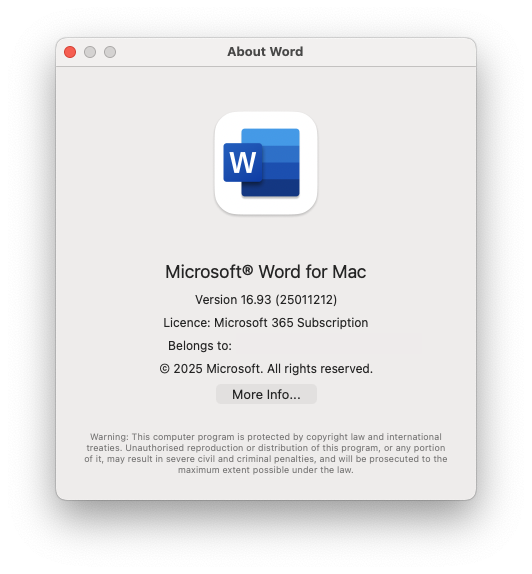 About Word
W
Microsoft® Word for Mac
Version 16.93 (25011212)
Licence: Microsoft 365 Subscription
Belongs to:
© 2025 Microsoft. All rights reserved.
More Info...
Warning: This computer program is protected by copyright law and international
treaties. Unauthorised reproduction or distribution of this program, or any portion
of it, may result in severe civil and criminal penalties, and will be prosecuted to the
maximum extent possible under the law.